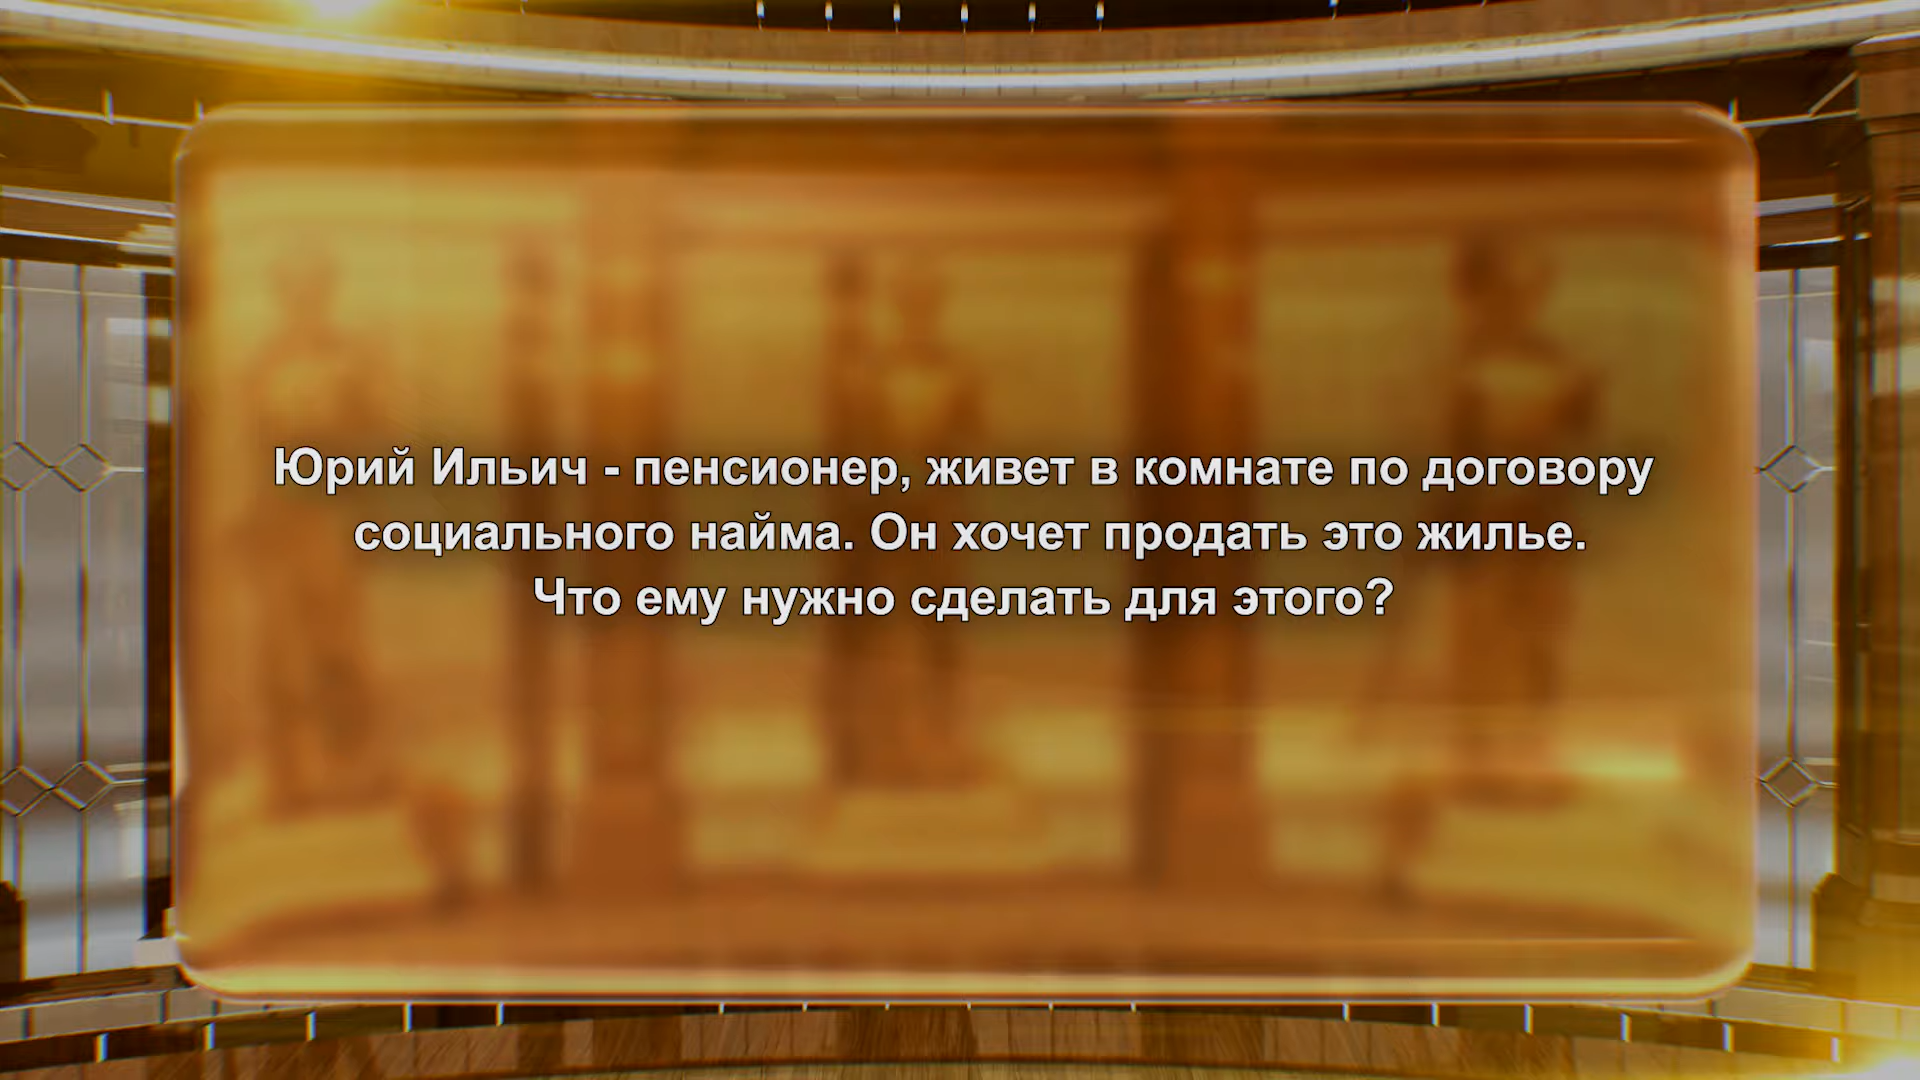 Юрий Ильич - пенсионер, живет в комнате по договору
социального найма. Он хочет продать это жилье.
Что ему нужно сделать для этого?